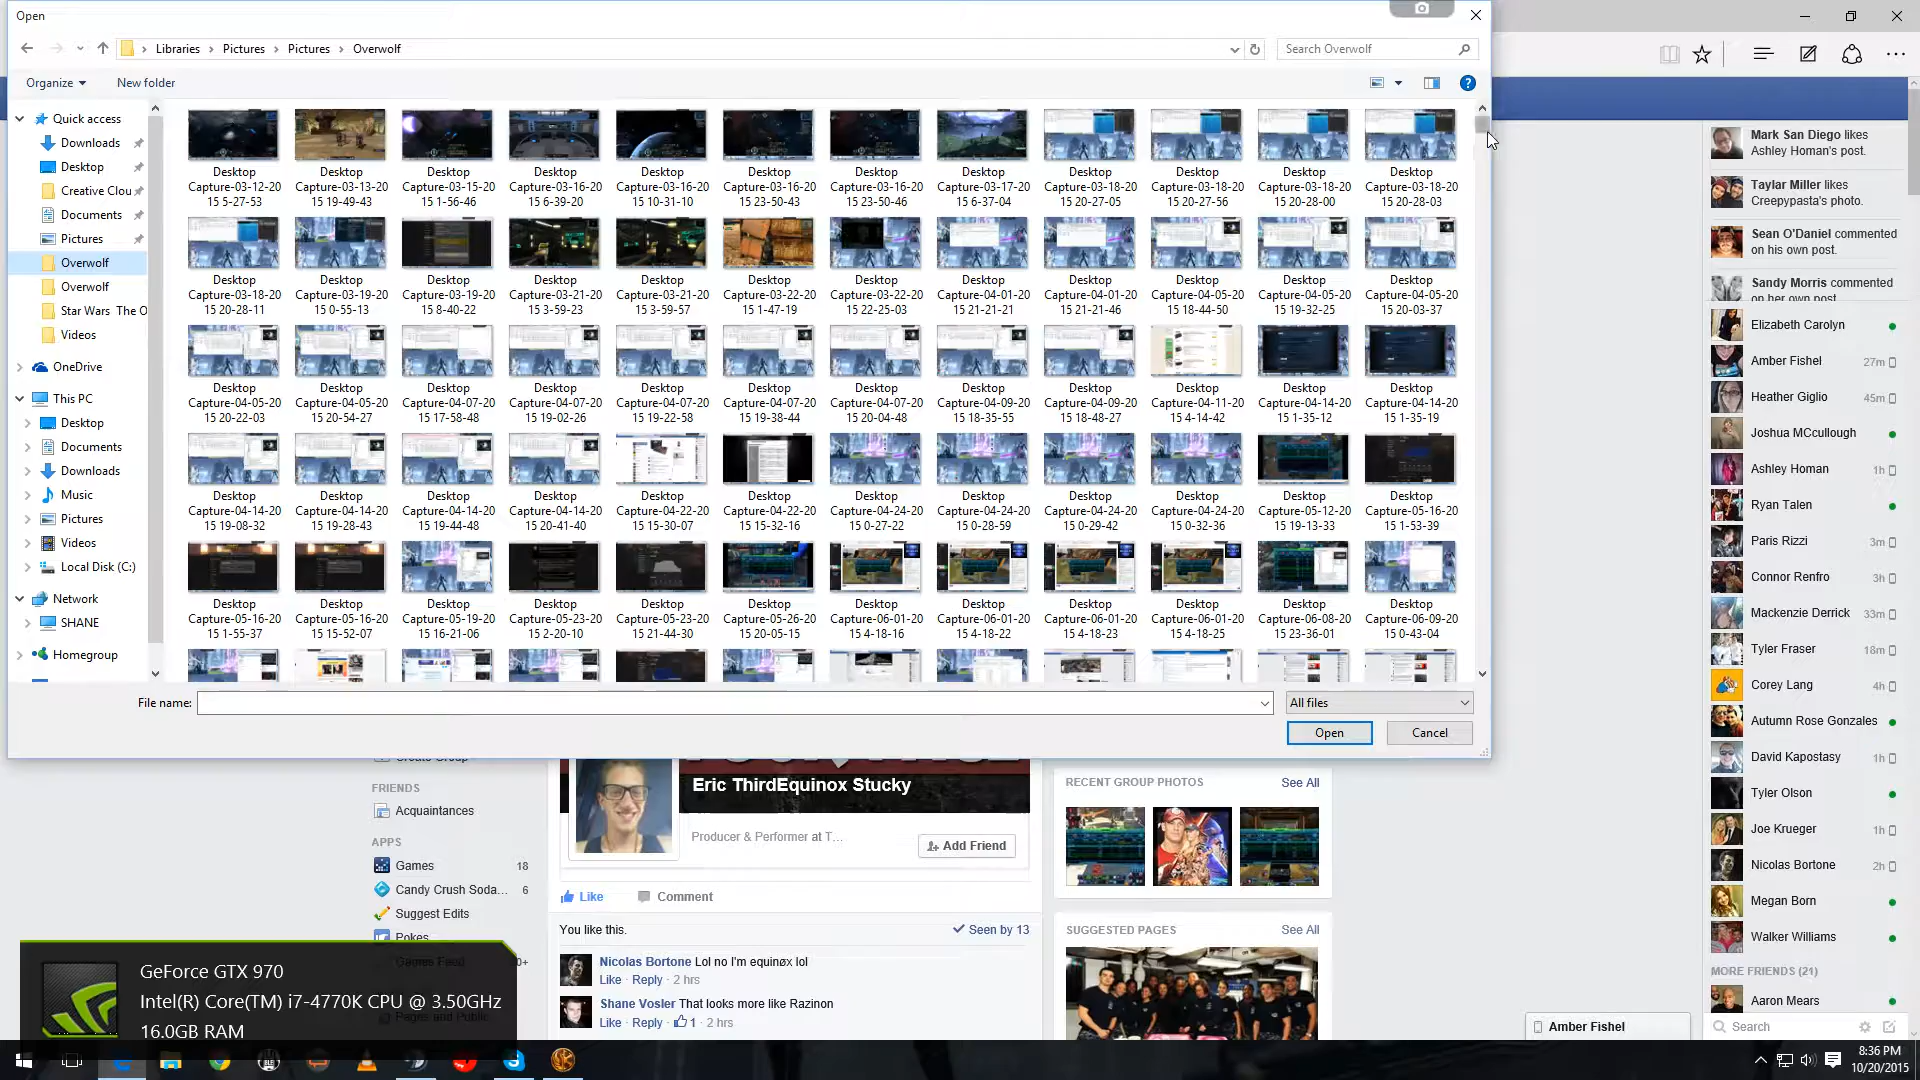 Open
Libraries > Pictures > Pictures > Overwolf
Search Overwolf
Organize
New folder
Quick access
Downloads
Desktop
Creative Clou
Documents
Pictures
Overwolf
Overwolf
Star Wars The O
Videos
OneDrive
This PC
Desktop
Documents
Downloads
Music
Pictures
Videos
Local Disk (C:)
Network
SHANE
Homegroup
Desktop Capture-03-12-2015 5-27-53
Desktop Capture-03-13-2015 19-49-43
Desktop Capture-03-15-2015 1-56-46
Desktop Capture-03-16-2015 6-39-20
Desktop Capture-03-16-2015 10-31-10
Desktop Capture-03-16-2015 23-50-43
Desktop Capture-03-16-2015 23-50-46
Desktop Capture-03-17-2015 6-37-04
Desktop Capture-03-18-2015 20-27-05
Desktop Capture-03-18-2015 20-27-56
Desktop Capture-03-18-2015 20-28-00
Desktop Capture-03-18-2015 20-28-03
Desktop Capture-03-18-2015 20-28-11
Desktop Capture-03-19-2015 0-55-13
Desktop Capture-03-19-2015 8-40-22
Desktop Capture-03-21-2015 3-59-23
Desktop Capture-03-21-2015 3-59-57
Desktop Capture-03-22-2015 1-47-19
Desktop Capture-03-22-2015 22-25-03
Desktop Capture-04-01-2015 21-21-21
Desktop Capture-04-01-2015 21-21-46
Desktop Capture-04-05-2015 18-44-50
Desktop Capture-04-05-2015 19-32-25
Desktop Capture-04-05-2015 20-03-37
Desktop Capture-04-05-2015 20-22-03
Desktop Capture-04-05-2015 20-54-27
Desktop Capture-04-07-2015 17-58-48
Desktop Capture-04-07-2015 19-02-26
Desktop Capture-04-07-2015 19-22-58
Desktop Capture-04-07-2015 19-38-44
Desktop Capture-04-07-2015 20-04-48
Desktop Capture-04-09-2015 18-35-55
Desktop Capture-04-09-2015 18-48-27
Desktop Capture-04-11-2015 4-14-42
Desktop Capture-04-14-2015 1-35-12
Desktop Capture-04-14-2015 1-35-19
Desktop Capture-04-14-2015 19-08-32
Desktop Capture-04-14-2015 19-28-43
Desktop Capture-04-14-2015 19-44-48
Desktop Capture-04-14-2015 20-41-40
Desktop Capture-04-22-2015 15-30-07
Desktop Capture-04-22-2015 15-32-16
Desktop Capture-04-24-2015 0-27-22
Desktop Capture-04-24-2015 0-28-59
Desktop Capture-04-24-2015 0-29-42
Desktop Capture-04-24-2015 0-32-36
Desktop Capture-05-12-2015 19-13-33
Desktop Capture-05-16-2015 1-53-39
Desktop Capture-05-16-2015 1-55-37
Desktop Capture-05-16-2015 15-52-07
Desktop Capture-05-19-2015 16-21-06
Desktop Capture-05-23-2015 2-20-10
Desktop Capture-05-23-2015 21-44-30
Desktop Capture-05-26-2015 20-05-15
Desktop Capture-06-01-2015 4-18-16
Desktop Capture-06-01-2015 4-18-22
Desktop Capture-06-01-2015 4-18-23
Desktop Capture-06-01-2015 4-18-25
Desktop Capture-06-08-2015 23-36-01
Desktop Capture-06-09-2015 0-43-04
File name:
All files
Open
Cancel
Create Group
FRIENDS
Acquaintances
APPS
Games 18
Candy Crush Soda... 6
Suggest Edits
Pokes
Games Feed 0+
Pages and Public
GeForce GTX 970
Intel(R) Core(TM) i7-4770K CPU @ 3.50GHz
16.0GB RAM
Eric ThirdEquinox Stucky
Producer & Performer at T...
Add Friend
Like Comment
You like this.
Seen by 13
Nicolas Bortone Lol no I'm equinøx lol
Like · Reply · 2 hrs
Shane Vosler That looks more like Razinon
Like · Reply · 1 · 2 hrs
RECENT GROUP PHOTOS See All
SUGGESTED PAGES See All
Mark San Diego likes
Ashley Homan's post.
Taylar Miller likes
Creepypasta's photo.
Sean O'Daniel commented
on his own post.
Sandy Morris commented
on her own post.
Elizabeth Carolyn
Amber Fishel 27m
Heather Giglio 45m
Joshua MCcullough
Ashley Homan 1h
Ryan Talen
Paris Rizzi 3m
Connor Renfro 3h
Mackenzie Derrick 33m
Tyler Fraser 18m
Corey Lang 4h
Autumn Rose Gonzales
David Kapostasy 1h
Tyler Olson
Joe Krueger 1h
Nicolas Bortone 2h
Megan Born
Walker Williams
MORE FRIENDS (21)
Aaron Mears
Amber Fishel
Search
8:36 PM
10/20/2015